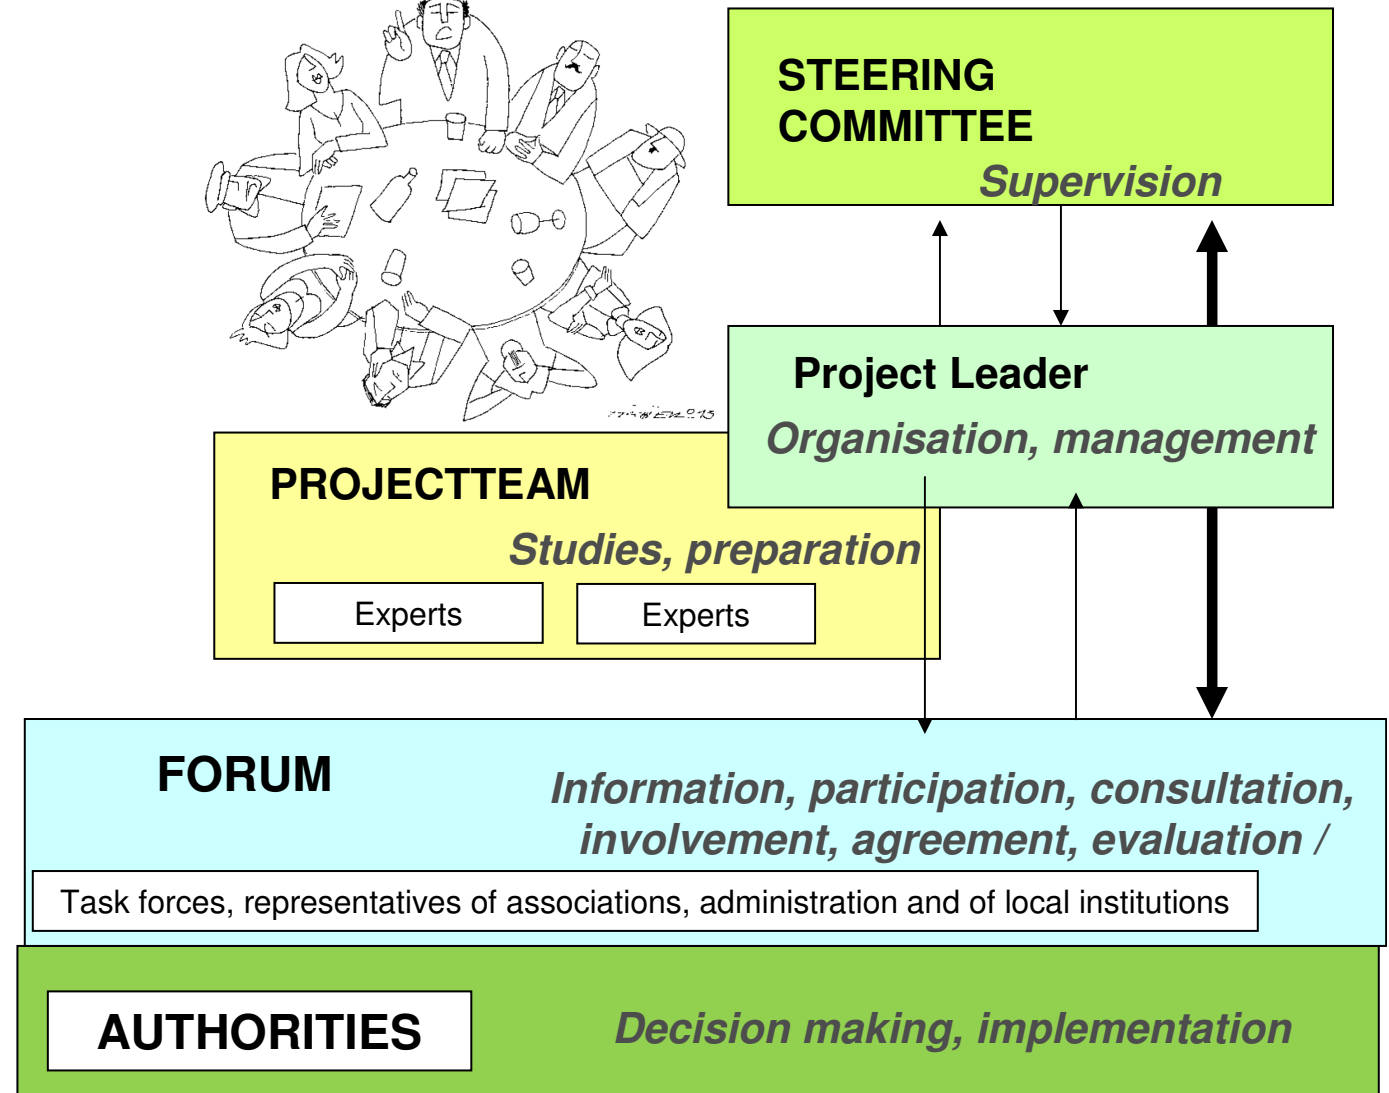 STEERING
COMMITTEE
Supervision
Project Leader
Organisation, management
PROJECTTEAM
Studies, preparation
Experts
Experts
FORUM
Information, participation, consultation,
involvement, agreement, evaluation /
Task forces, representatives of associations, administration and of local institutions
AUTHORITIES
Decision making, implementation